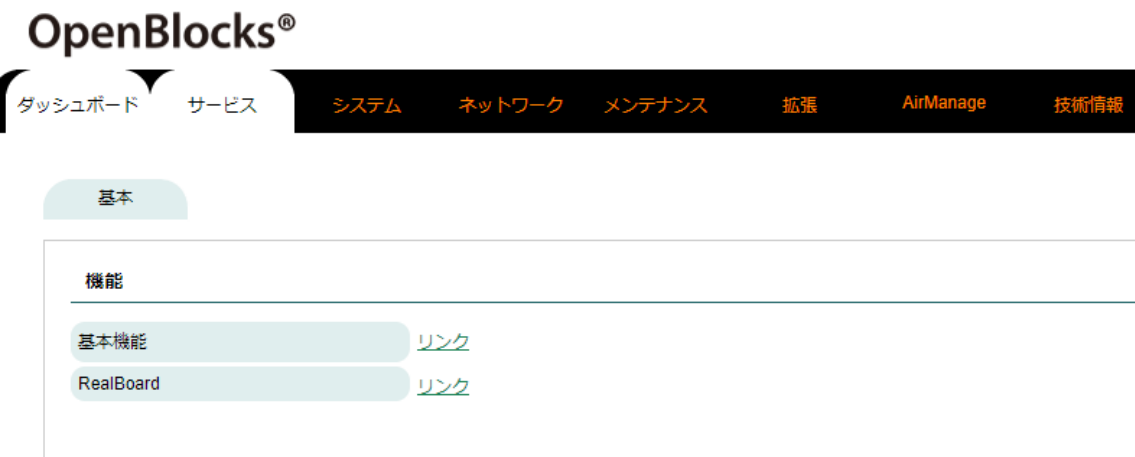 OpenBlocks®
ダッシュボード サービス システム ネットワーク メンテナンス 拡張 AirManage 技術情報
基本
機能
基本機能 リンク
RealBoard リンク